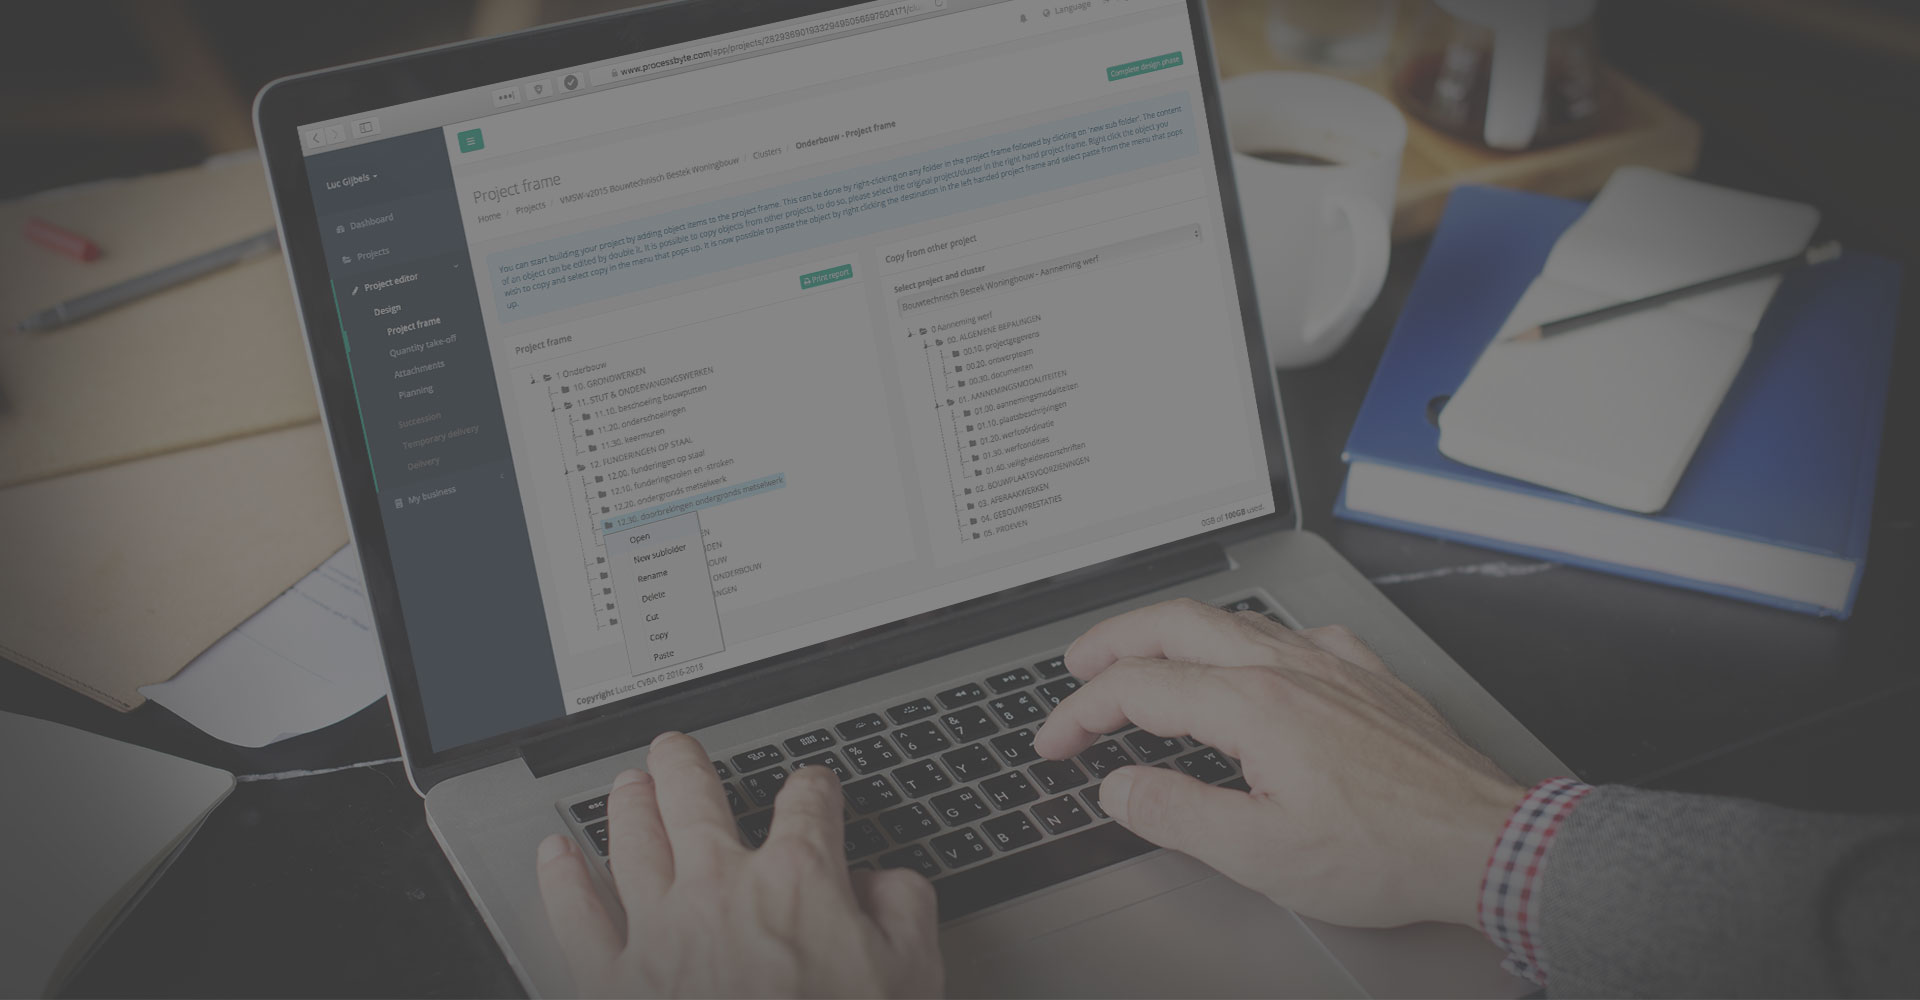 www.processbyte.com/app/projects/
Language
Complete design phase
Luc Gijbels
Dashboard
Projects
Project editor
Design
Project frame
Quantity take-off
Attachments
Planning
Succession
Temporary delivery
Delivery
My business
Project frame
Home / Projects / VMSW-v2015 Bouwtechnisch Bestek Woningbouw / Clusters / Onderbouw - Project frame
You can start building your project by adding object items to the project frame. This can be done by right-clicking on any folder in the project frame followed by clicking on 'new sub folder'. The content
of an object can be edited by double it. It is possible to copy objects from other projects, to do so, please select the original project/cluster in the right hand project frame. Right click the object you
wish to copy and select copy in the menu that pops up, it is now possible to paste the object by right clicking the destination in the left handed project frame and select paste from the menu that pops
up.
Project frame
Print report
1 Onderbouw
10. GRONDWERKEN
11. STUT & ONDERVANGINGSWERKEN
11.10. beschoeiing bouwputten
11.20. onderschoeiingen
11.30. keermuren
12. FUNDERINGEN OP STAAL
12.00. funderingen op staal
12.10. funderingszolen en -stroken
12.20. ondergronds metselwerk
12.30. doorbrekingen ondergronds metselwerk
Open
New subfolder
Rename
Delete
Cut
Copy
Paste
EN
DEN
OUW
ONDERBOUW
INGEN
Copy from other project
Select project and cluster
Bouwtechnisch Bestek Woningbouw - Aanneming werf
0 Aanneming werf
00. ALGEMENE BEPALINGEN
00.10. projectgegevens
00.20. ontwerpteam
00.30. documenten
01. AANNEMINGSMODALITEITEN
01.00. aannemingsmodaliteiten
01.10. plaatsbeschrijvingen
01.20. werfcoördinatie
01.30. werfcondities
01.40. veiligheidsvoorschriften
02. BOUWPLAATSVOORZIENINGEN
03. AFBRAAKWERKEN
04. GEBOUWPRESTATIES
05. PROEVEN
0GB of 100GB used.
Copyright Lutec CVBA © 2016-2018
esc
% 5
^ 6
& 7
* 8
T Y U
F G H J K L
V B N